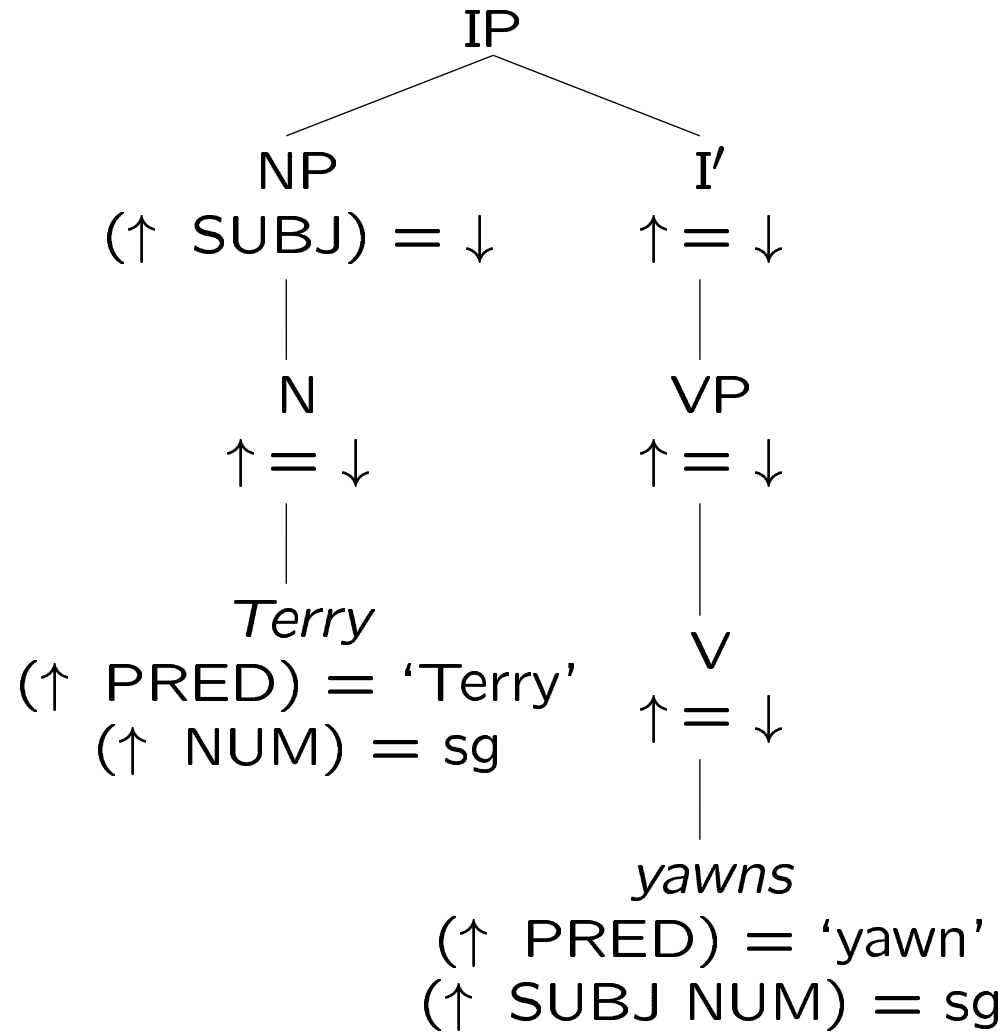 IP
NP I′
(↑ SUBJ) = ↓ ↑ = ↓
N VP
↑ = ↓ ↑ = ↓
Terry
V
(↑ PRED) = ‘Terry’
↑ = ↓
(↑ NUM) = sg
yawns
(↑ PRED) = ‘yawn’
(↑ SUBJ NUM) = sg